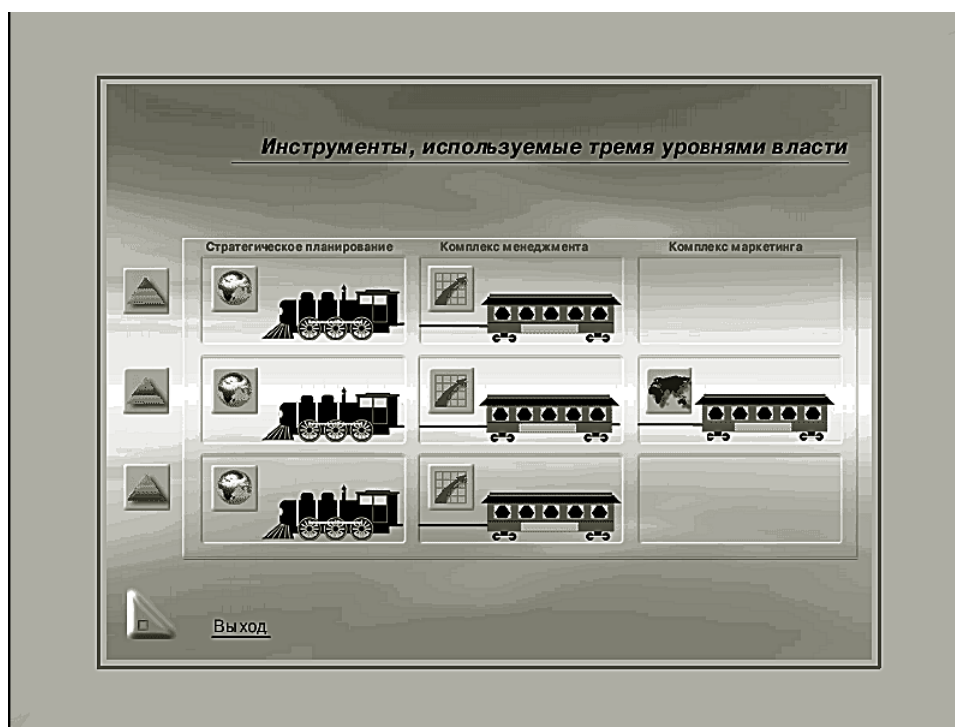 Инструменты, используемые тремя уровнями власти
Стратегическое планирование Комплекс менеджмента Комплекс маркетинга
Выход